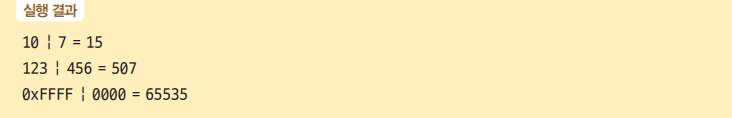 실행 결과
10 ¦ 7 = 15
123 ¦ 456 = 507
0xFFFF ¦ 0000 = 65535